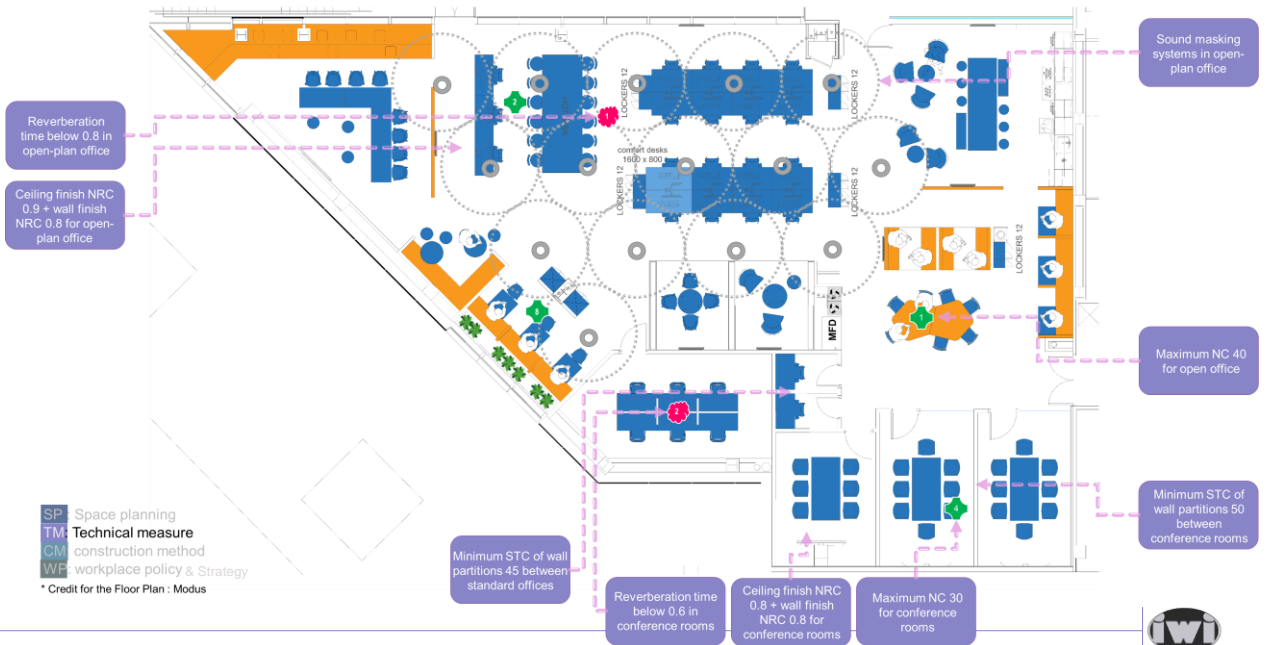 Sound masking
systems in open-
plan office
Reverberation
time below 0.8 in
open-plan office
Ceiling finish NRC
0.9 + wall finish
NRC 0.8 for open-
plan office
2
1
LOCKERS 12
LOCKERS 12
comfort desks
1600 x 800
LOCKERS 12
LOCKERS 12
LOCKERS 12
8
MFD
1
Maximum NC 40
for open office
2
4
Minimum STC of
wall partitions 50
between
conference rooms
SP: Space planning
TM: Technical measure
CM: construction method
WP: workplace policy & Strategy
* Credit for the Floor Plan : Modus
Minimum STC of wall
partitions 45 between
standard offices
Reverberation time
below 0.6 in
conference rooms
Ceiling finish NRC
0.8 + wall finish
NRC 0.8 for
conference rooms
Maximum NC 30
for conference
rooms
iwi